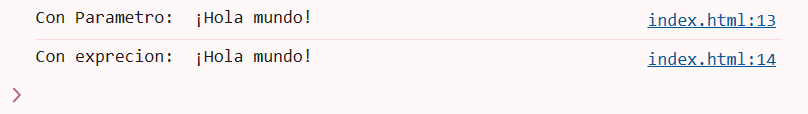 Con Parametro:  ¡Hola mundo! index.html:13
Con exprecion:  ¡Hola mundo! index.html:14
>